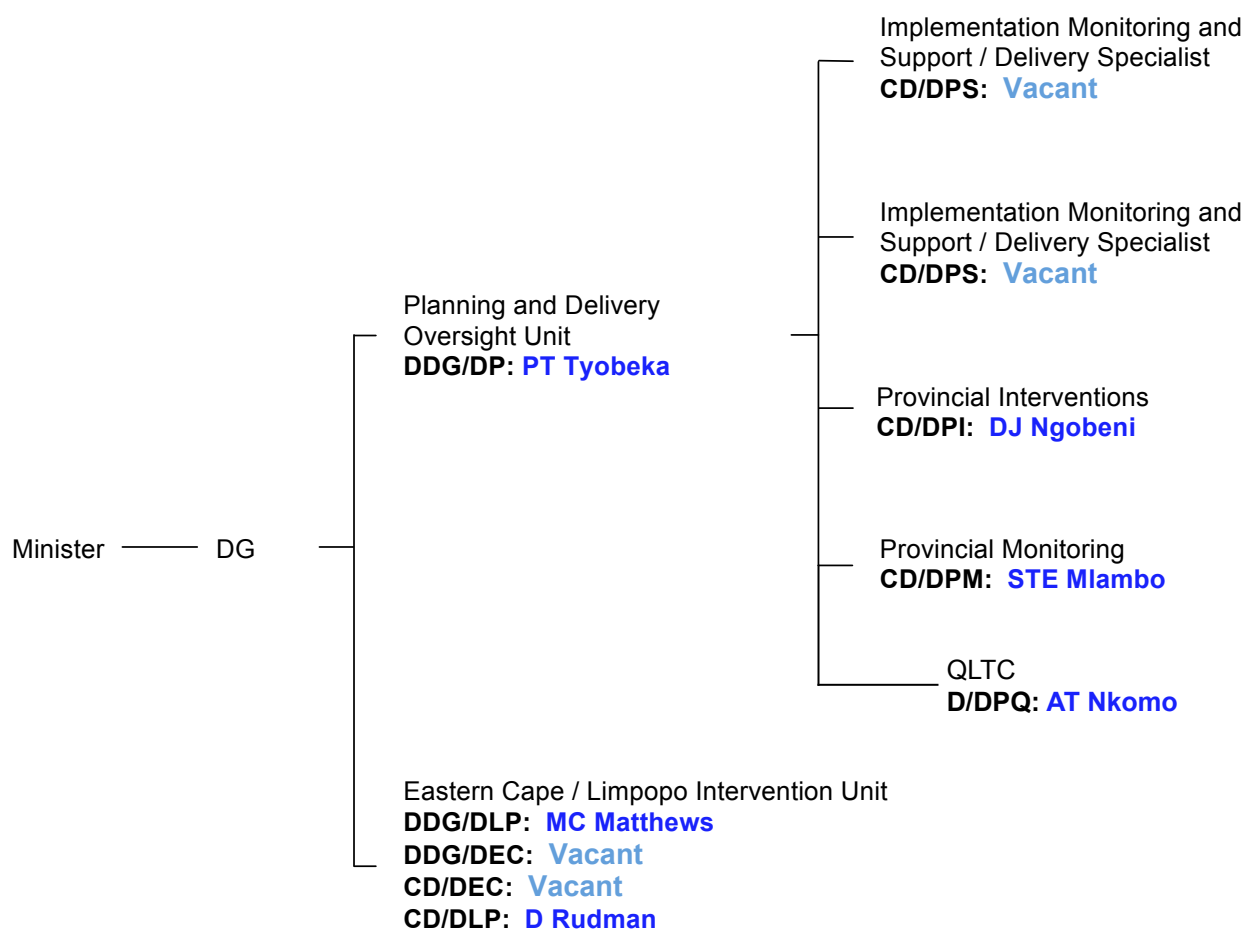 Implementation Monitoring and
Support / Delivery Specialist
CD/DPS: Vacant
Implementation Monitoring and
Support / Delivery Specialist
CD/DPS: Vacant
Planning and Delivery
Oversight Unit
DDG/DP: PT Tyobeka
Provincial Interventions
CD/DPI: DJ Ngobeni
Minister
DG
Provincial Monitoring
CD/DPM: STE Mlambo
QLTC
D/DPQ: AT Nkomo
Eastern Cape / Limpopo Intervention Unit
DDG/DLP: MC Matthews
DDG/DEC: Vacant
CD/DEC: Vacant
CD/DLP: D Rudman